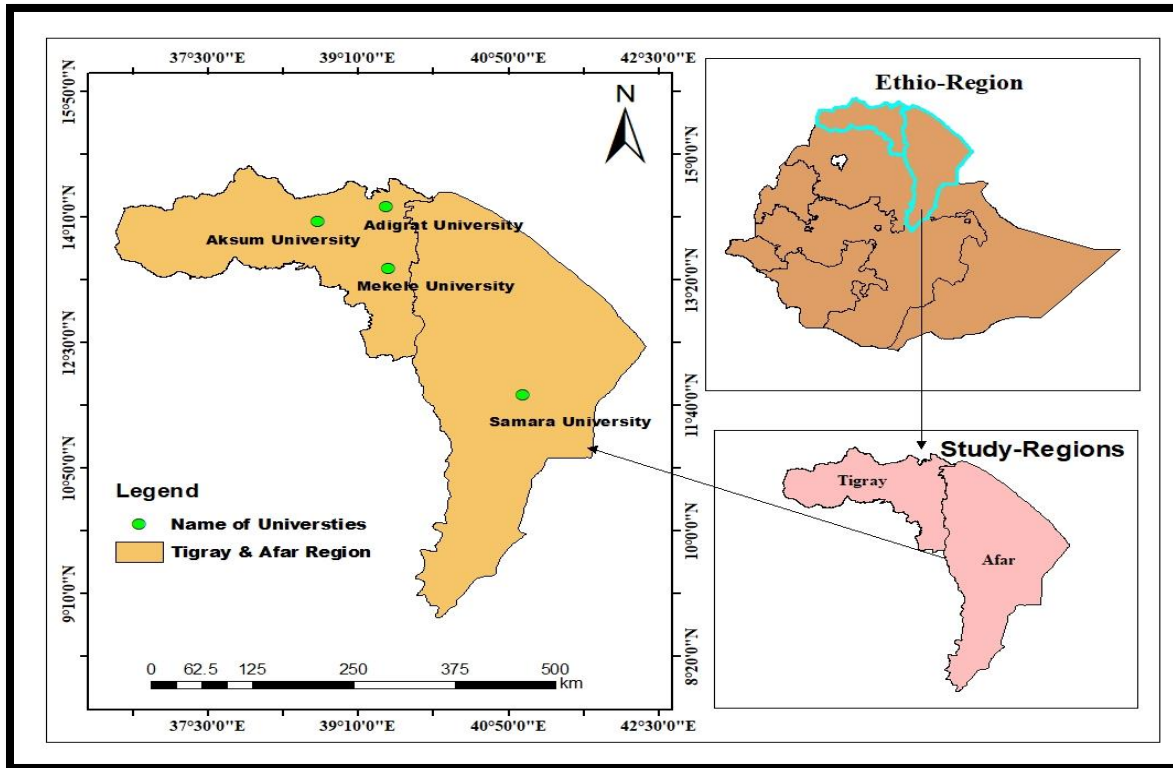 37°30'0"E 39°10'0"E 40°50'0"E 42°30'0"E
15°50'0"N
14°10'0"N
12°30'0"N
10°50'0"N
9°10'0"N
N
Adigrat University
Aksum University
Mekele University
Samara University
Legend
Name of Universties
Tigray & Afar Region
0 62.5 125 250 375 500
km
37°30'0"E 39°10'0"E 40°50'0"E 42°30'0"E
15°0'0"N
13°20'0"N
11°40'0"N
10°0'0"N
8°20'0"N
Ethio-Region
Study-Regions
Tigray
Afar